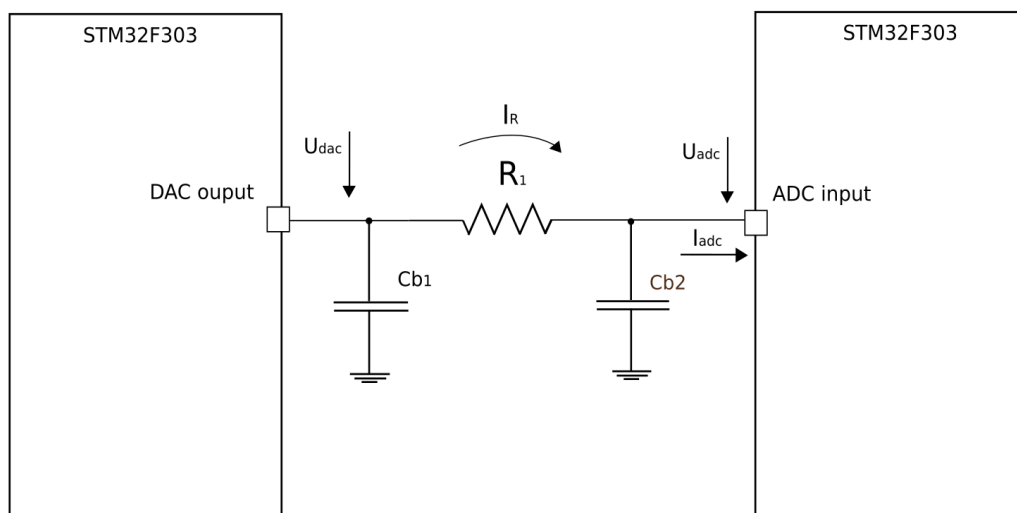 STM32F303
STM32F303
IR
Udac
Uadc
R1
DAC ouput
ADC input
Iadc
Cb1
Cb2